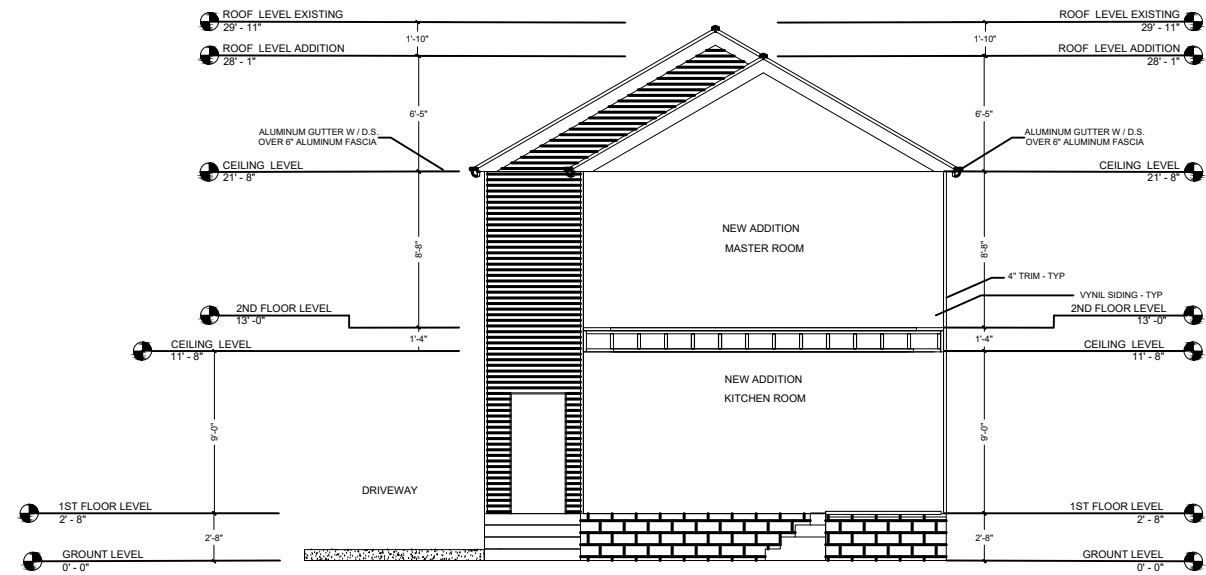 ROOF LEVEL EXISTING
29' - 11"
1'-10"
ROOF LEVEL ADDITION
28' - 1"
6'-5"
ALUMINUM GUTTER W / D.S.
OVER 6" ALUMINUM FASCIA
CEILING LEVEL
21' - 8"
8'-8"
2ND FLOOR LEVEL
13' -0"
1'-4"
CEILING LEVEL
11' - 8"
9'-0"
DRIVEWAY
1ST FLOOR LEVEL
2' - 8"
2'-8"
GROUNT LEVEL
0' - 0"
NEW ADDITION
MASTER ROOM
NEW ADDITION
KITCHEN ROOM
ROOF LEVEL EXISTING
29' - 11"
1'-10"
ROOF LEVEL ADDITION
28' - 1"
6'-5"
ALUMINUM GUTTER W / D.S.
OVER 6" ALUMINUM FASCIA
CEILING LEVEL
21' - 8"
8'-8"
4" TRIM - TYP
VYNIL SIDING - TYP
2ND FLOOR LEVEL
13' -0"
1'-4"
CEILING LEVEL
11' - 8"
9'-0"
1ST FLOOR LEVEL
2' - 8"
2'-8"
GROUNT LEVEL
0' - 0"